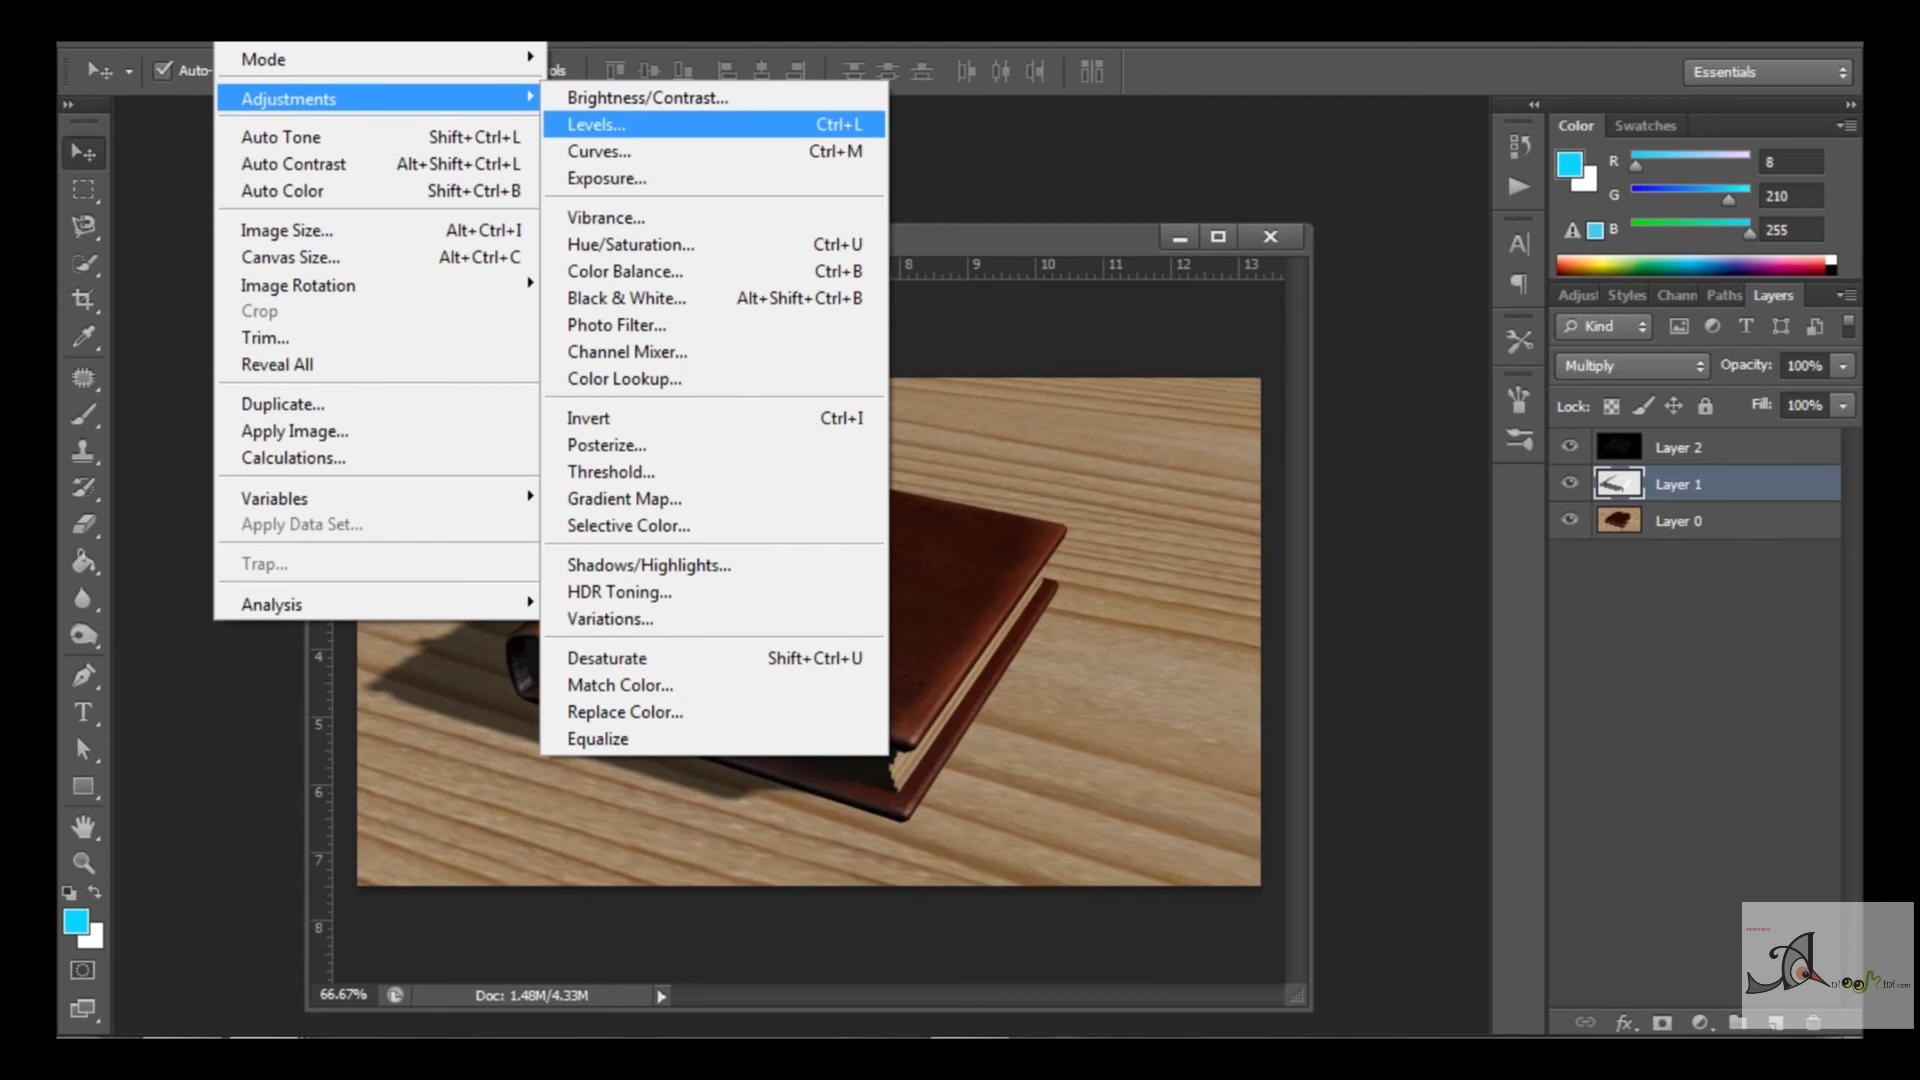 Mode
Auto-
ols
Essentials
Adjustments
Auto Tone Shift+Ctrl+L
Auto Contrast Alt+Shift+Ctrl+L
Auto Color Shift+Ctrl+B
Image Size... Alt+Ctrl+I
Canvas Size... Alt+Ctrl+C
Image Rotation
Crop
Trim...
Reveal All
Duplicate...
Apply Image...
Calculations...
Variables
Apply Data Set...
Trap...
Analysis
Brightness/Contrast...
Levels... Ctrl+L
Curves... Ctrl+M
Exposure...
Vibrance...
Hue/Saturation... Ctrl+U
Color Balance... Ctrl+B
Black & White... Alt+Shift+Ctrl+B
Photo Filter...
Channel Mixer...
Color Lookup...
Invert Ctrl+I
Posterize...
Threshold...
Gradient Map...
Selective Color...
Shadows/Highlights...
HDR Toning...
Variations...
Desaturate Shift+Ctrl+U
Match Color...
Replace Color...
Equalize
8 9 10 11 12 13
4
5
6
7
8
66.67% Doc: 1.48M/4.33M
Color Swatches
R 8
G 210
B 255
Adjust Styles Chann Paths Layers
Kind
Multiply Opacity: 100%
Lock: Fill: 100%
Layer 2
Layer 1
Layer 0